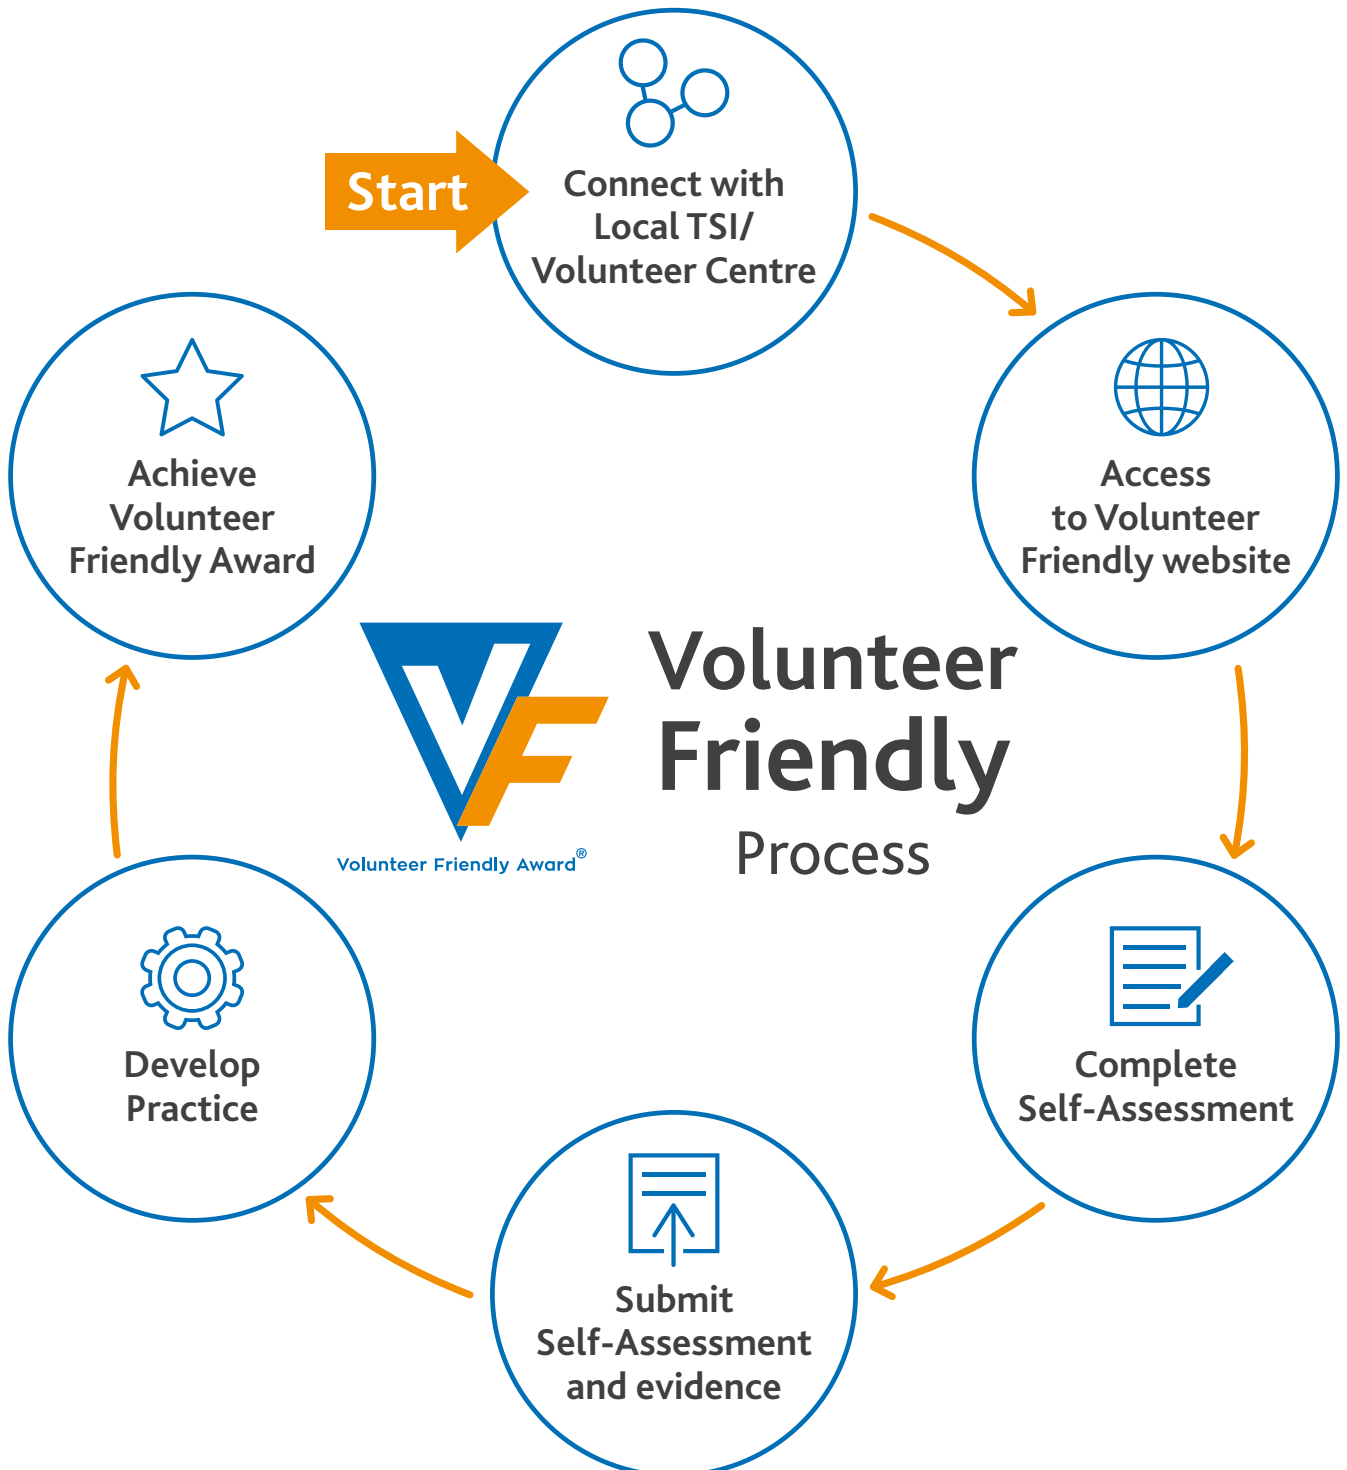 Start
Connect with
Local TSI/
Volunteer Centre
Access
to Volunteer
Friendly website
Complete
Self-Assessment
Submit
Self-Assessment
and evidence
Develop
Practice
Achieve
Volunteer
Friendly Award
VF
Volunteer Friendly Award®
Volunteer
Friendly
Process